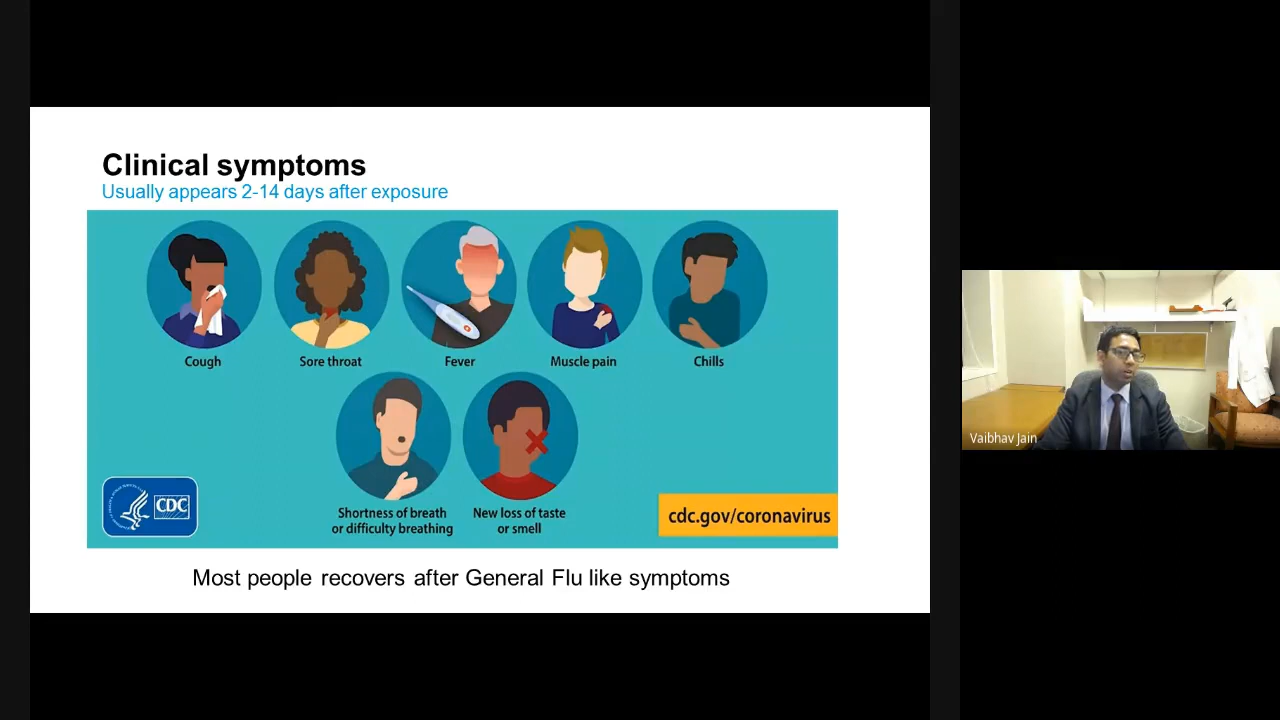 Clinical symptoms
Usually appears 2-14 days after exposure
Cough
Sore throat
Fever
Muscle pain
Chills
Shortness of breath
or difficulty breathing
New loss of taste
or smell
CDC
cdc.gov/coronavirus
Most people recovers after General Flu like symptoms
Vaibhav Jain